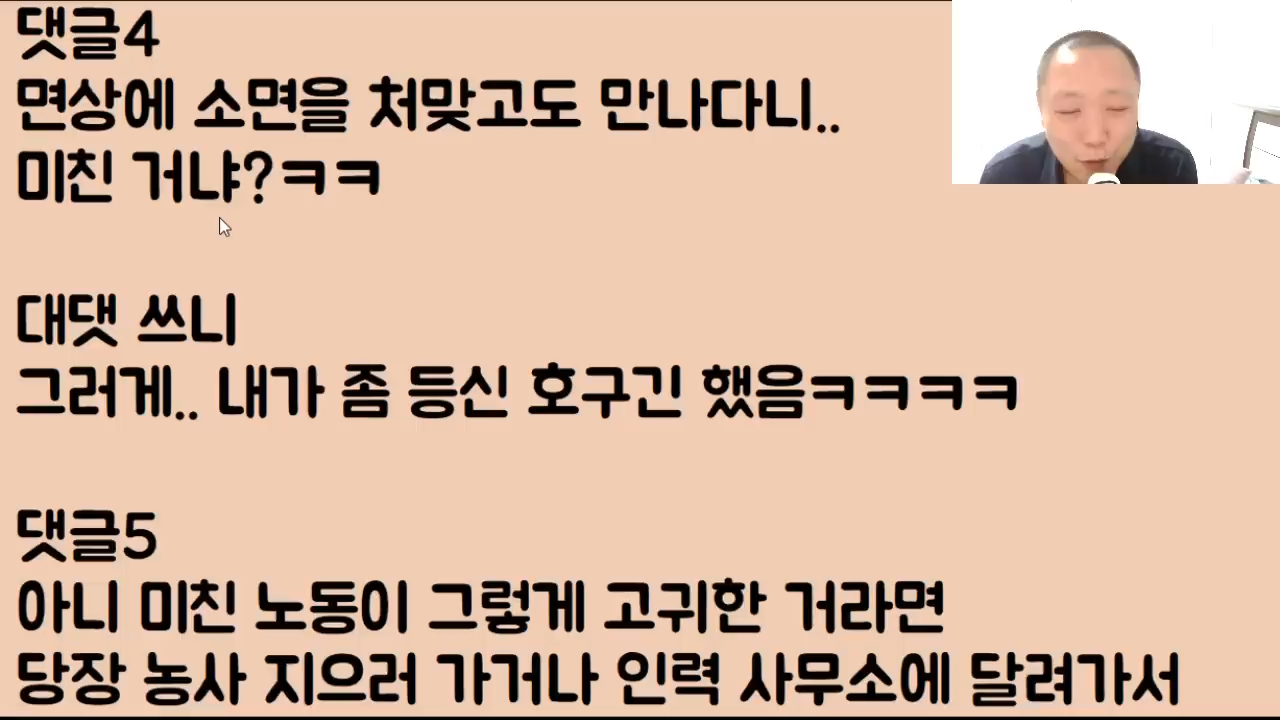 댓글4
면상에 소면을 처맞고도 만나다니..
미친 거냐?ㅋㅋ
대댓 쓰니
그러게.. 내가 좀 등신 호구긴 했음ㅋㅋㅋㅋ
댓글5
아니 미친 노동이 그렇게 고귀한 거라면
당장 농사 지으러 가거나 인력 사무소에 달려가서